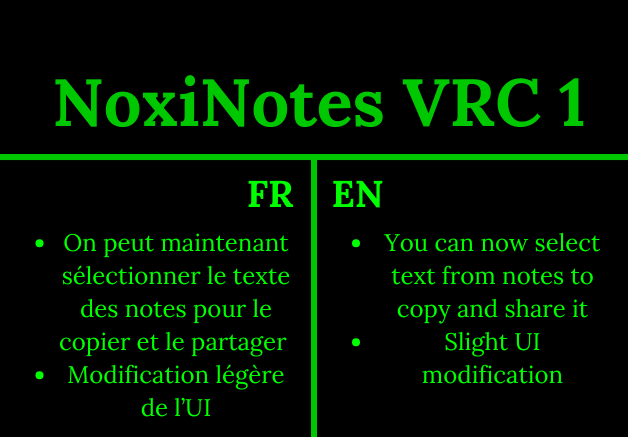 NoxiNotes VRC 1
FR
• On peut maintenant
sélectionner le texte
des notes pour le
copier et le partager
• Modification légère
de l'UI
EN
• You can now select
text from notes to
copy and share it
• Slight UI
modification